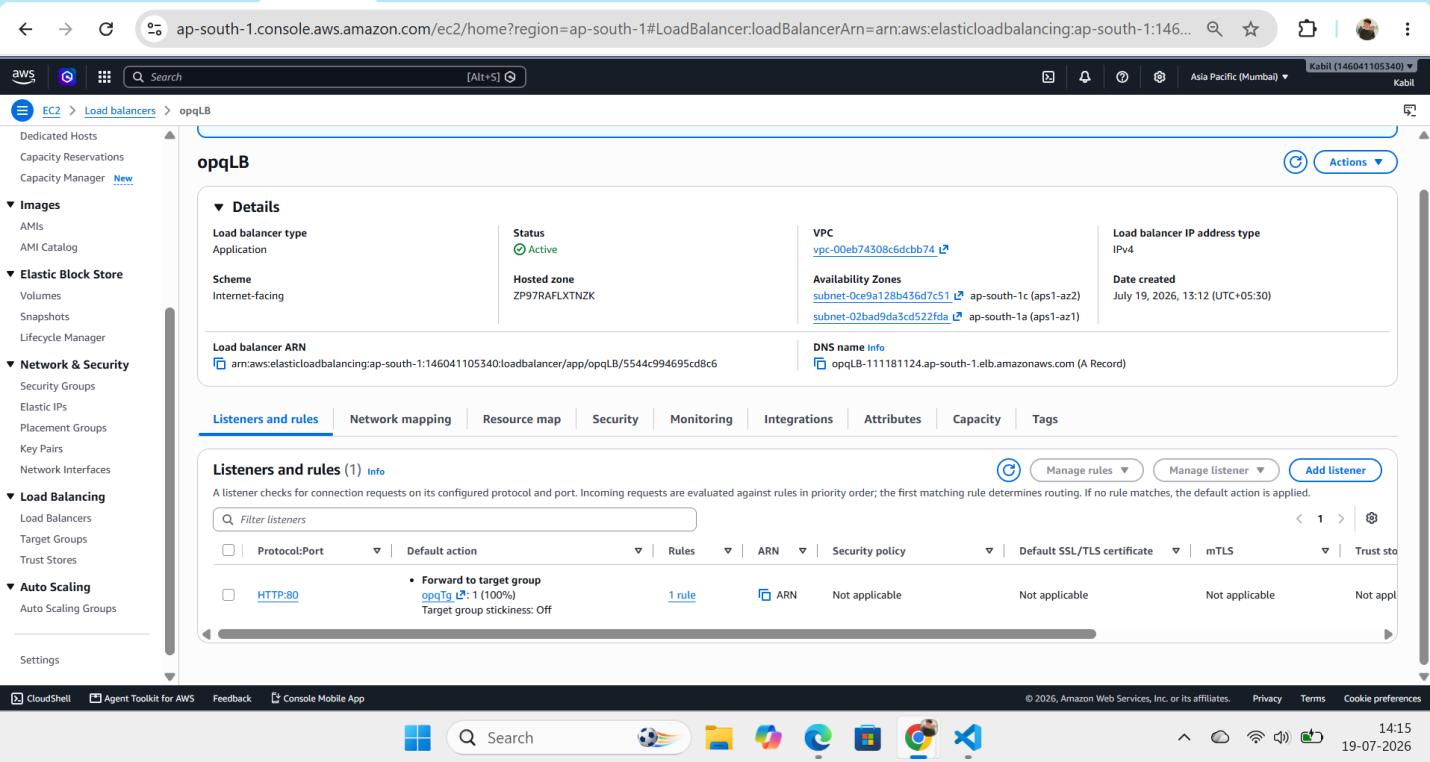 ap-south-1.console.aws.amazon.com/ec2/home?region=ap-south-1#LoadBalancer:loadBalancerArn=arn:aws:elasticloadbalancing:ap-south-1:146...
aws
Search [Alt+S]
Asia Pacific (Mumbai)
Kabil (146041105340)
Kabil
EC2 > Load balancers > opqLB
Dedicated Hosts
Capacity Reservations
Capacity Manager New
Images
AMIs
AMI Catalog
Elastic Block Store
Volumes
Snapshots
Lifecycle Manager
Network & Security
Security Groups
Elastic IPs
Placement Groups
Key Pairs
Network Interfaces
Load Balancing
Load Balancers
Target Groups
Trust Stores
Auto Scaling
Auto Scaling Groups
Settings
opqLB
Actions
Details
Load balancer type
Application
Status
Active
VPC
vpc-00eb74308c6dcbb74
Load balancer IP address type
IPv4
Scheme
Internet-facing
Hosted zone
ZP97RAFLXTNZK
Availability Zones
subnet-0ce9a128b436d7c51 ap-south-1c (aps1-az2)
subnet-02bad9da3cd522fda ap-south-1a (aps1-az1)
Date created
July 19, 2026, 13:12 (UTC+05:30)
Load balancer ARN
arn:aws:elasticloadbalancing:ap-south-1:146041105340:loadbalancer/app/opqLB/5544c994695cd8c6
DNS name Info
opqLB-111181124.ap-south-1.elb.amazonaws.com (A Record)
Listeners and rules Network mapping Resource map Security Monitoring Integrations Attributes Capacity Tags
Listeners and rules (1) Info
Manage rules Manage listener Add listener
A listener checks for connection requests on its configured protocol and port. Incoming requests are evaluated against rules in priority order; the first matching rule determines routing. If no rule matches, the default action is applied.
Filter listeners
1
Protocol:Port Default action Rules ARN Security policy Default SSL/TLS certificate mTLS Trust sto
HTTP:80
• Forward to target group
opqTg : 1 (100%)
Target group stickiness: Off
1 rule ARN Not applicable Not applicable Not applicable Not appl
CloudShell Agent Toolkit for AWS Feedback Console Mobile App
© 2026, Amazon Web Services, Inc. or its affiliates. Privacy Terms Cookie preferences
Search
14:15
19-07-2026